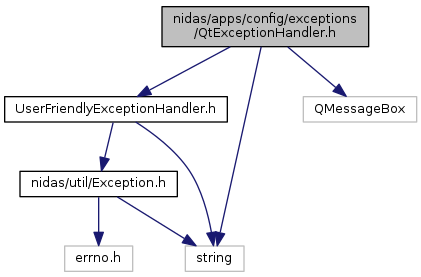 nidas/apps/config/exceptions
/QtExceptionHandler.h
UserFriendlyExceptionHandler.h
QMessageBox
nidas/util/Exception.h
errno.h
string